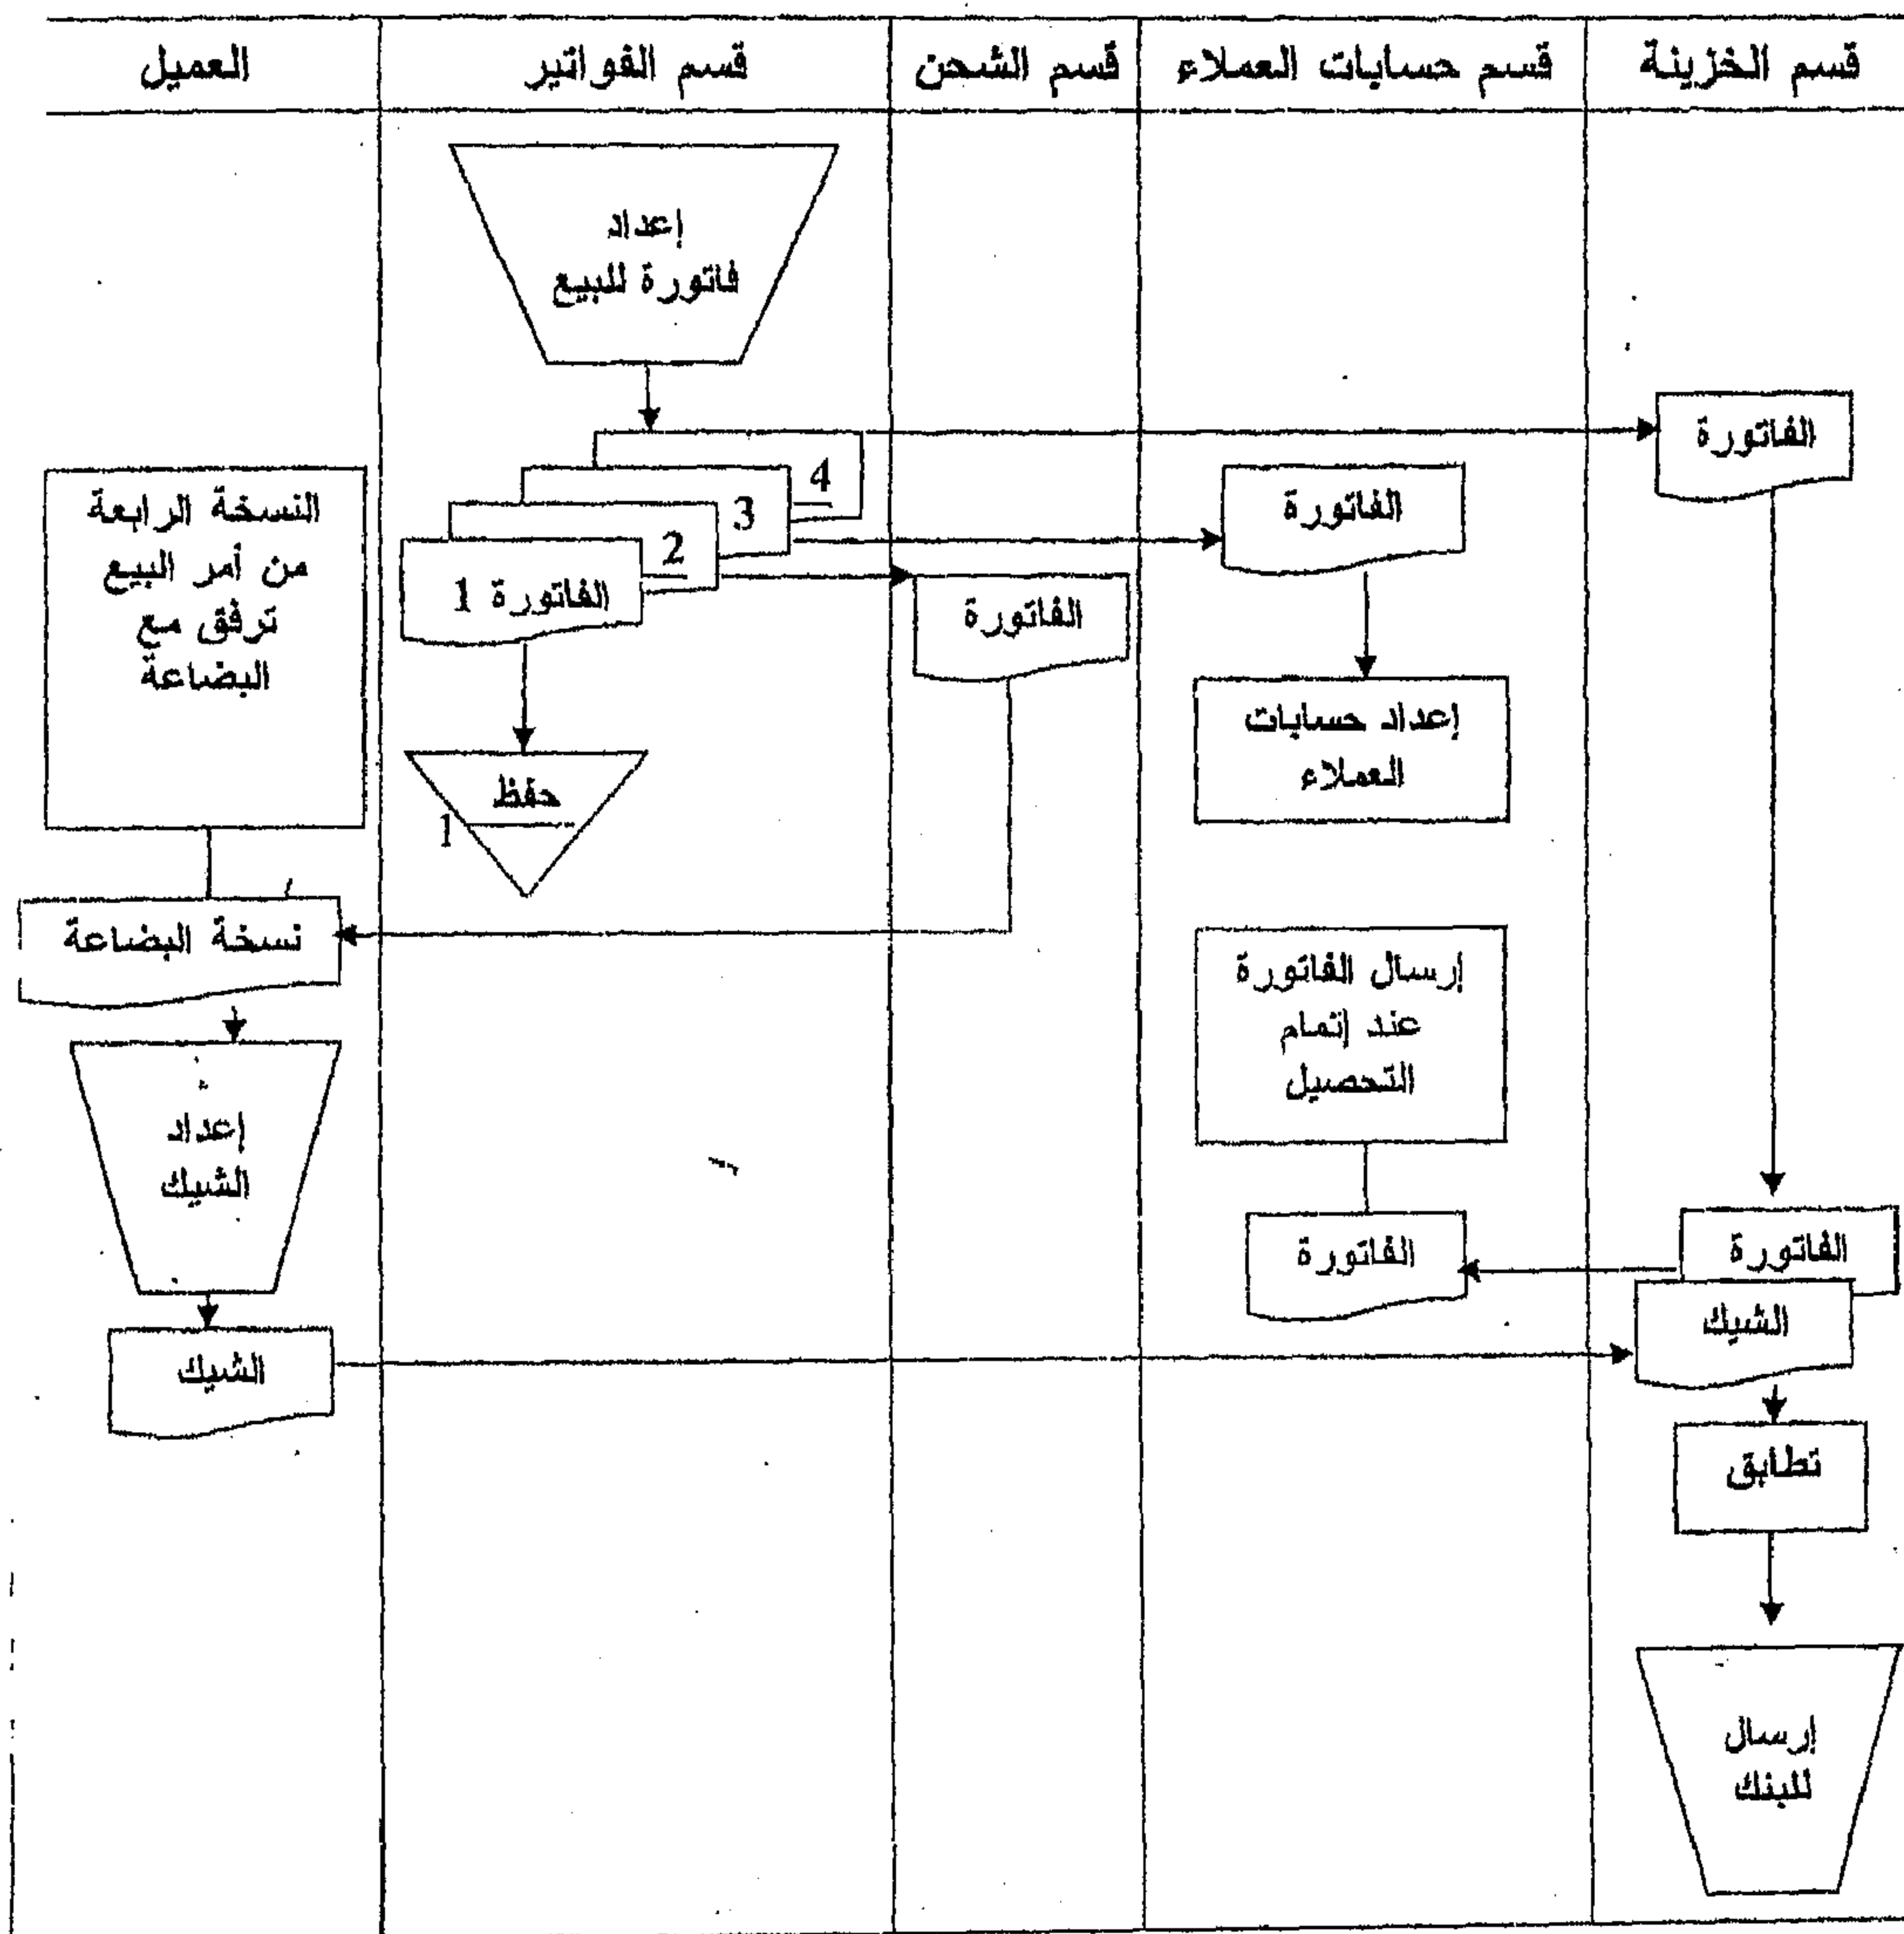 قسم الخزينة
قسم حسابات العملاء
قسم الشحن
قسم الفواتير
العميل
إعداد
فاتورة للبيع
الفاتورة
4
3
2
الفاتورة 1
الفاتورة
الفاتورة
النسخة الرابعة
من أمر البيع
ترفق مع
البضاعة
إعداد حسابات
العملاء
حفظ
1
نسخة البضاعة
إرسال الفاتورة
عند إتمام
التحصيل
إعداد
الشيك
الفاتورة
الفاتورة
الشيك
الشيك
تطابق
إرسال
للبنك